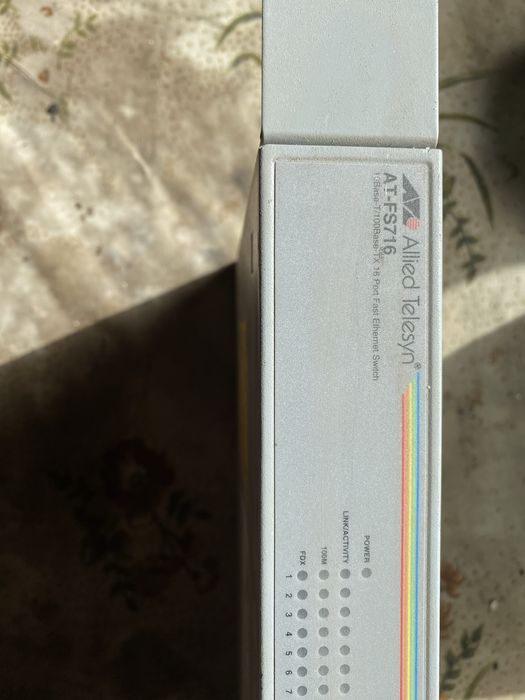 Allied Telesyn®
AT-FS716
10Base-T/100Base-TX 16 Port Fast Ethernet Switch
POWER
LINK/ACTIVITY
100M
FDX
1 2 3 4 5 6 7